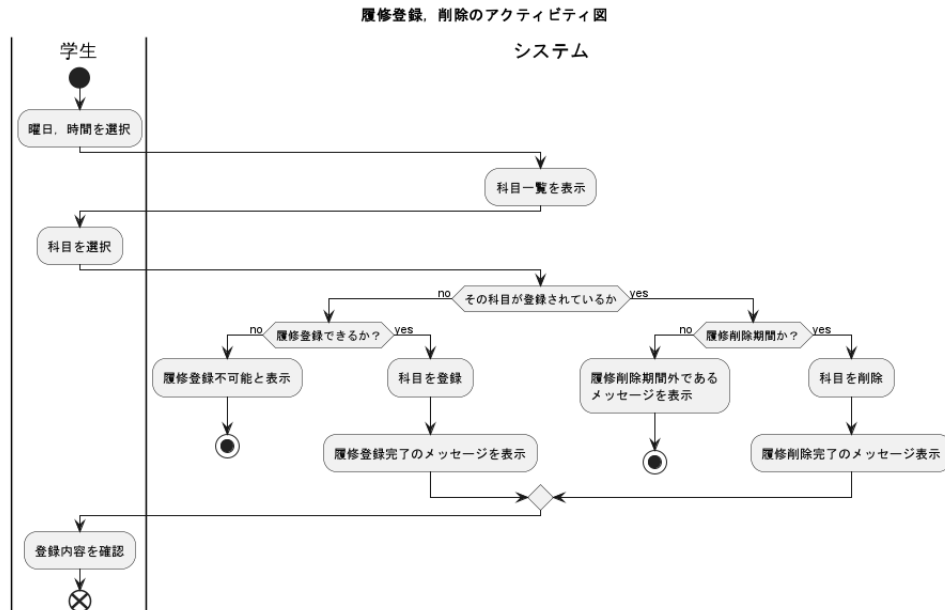 履修登録，削除のアクティビティ図
学生
システム
曜日，時間を選択
科目一覧を表示
科目を選択
no
その科目が登録されているか
yes
no
履修登録できるか？
yes
no
履修削除期間か？
yes
履修登録不可能と表示
科目を登録
履修削除期間外である
メッセージを表示
科目を削除
履修登録完了のメッセージを表示
履修削除完了のメッセージ表示
登録内容を確認